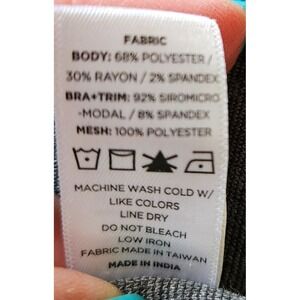 FABRIC
BODY: 68% POLYESTER /
30% RAYON / 2% SPANDEX
BRA+TRIM: 92% SIROMICRO
-MODAL / 8% SPANDEX
MESH: 100% POLYESTER
MACHINE WASH COLD W/
LIKE COLORS
LINE DRY
DO NOT BLEACH
LOW IRON
FABRIC MADE IN TAIWAN
MADE IN INDIA